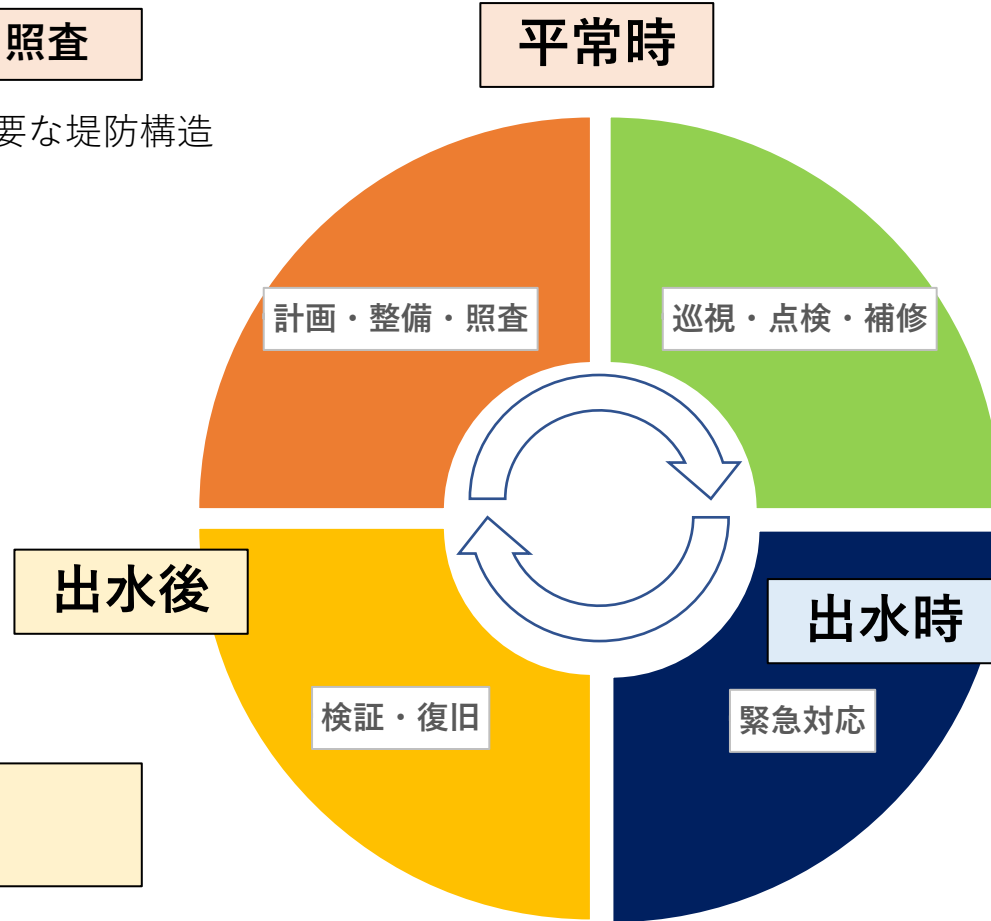 照査
平常時
要な堤防構造
計画・整備・照査
巡視・点検・補修
出水後
出水時
検証・復旧
緊急対応